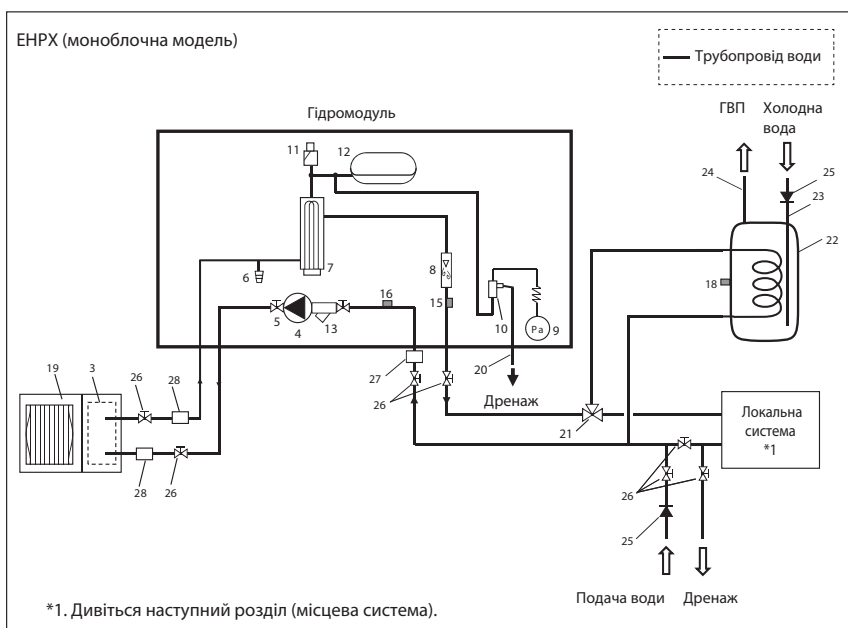 ЕНРХ (моноблочна модель)
Трубопровід води
Гідромодуль
ГВП
Холодна
вода
11
12
24
25
23
22
6
7
8
18
16
15
5
4
13
10
Pa
9
19
3
26
28
27
26
20
Дренаж
21
Локальна
система
*1
28
26
26
25
Подача води
Дренаж
*1. Дивіться наступний розділ (місцева система).